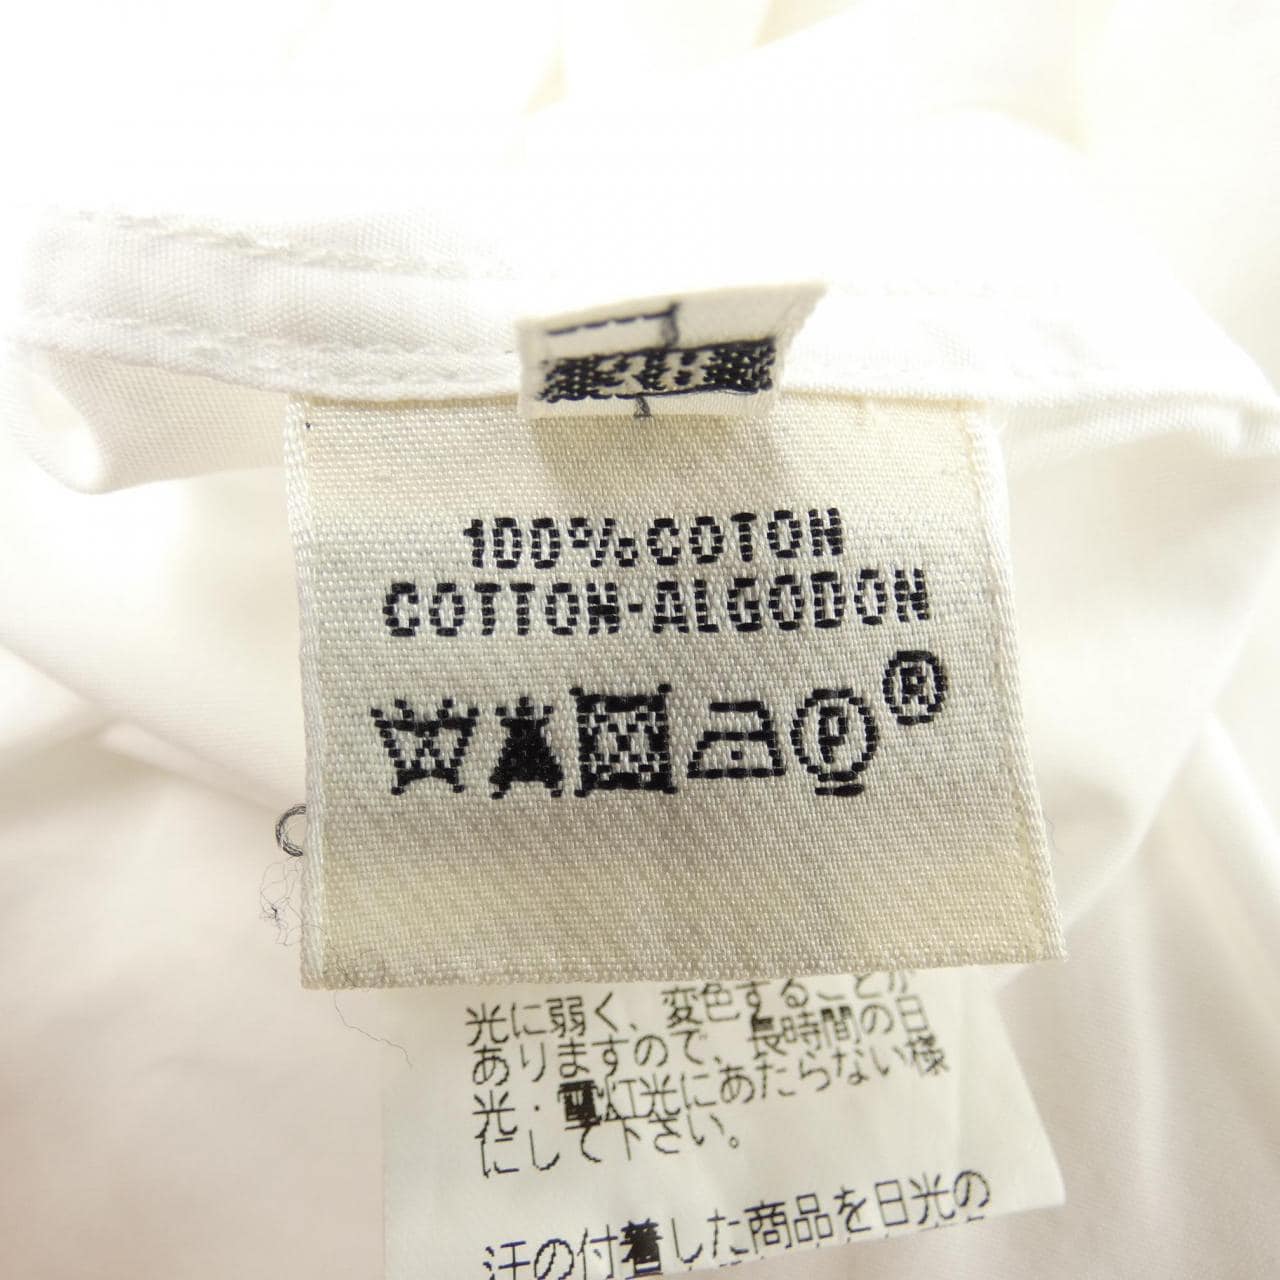 100%COTON
COTTON-ALGODON
P
®
光に弱く、変色することが
ありますので、長時間の日
光・電灯光にあたらない様
にして下さい。
汗の付着した商品を日光の